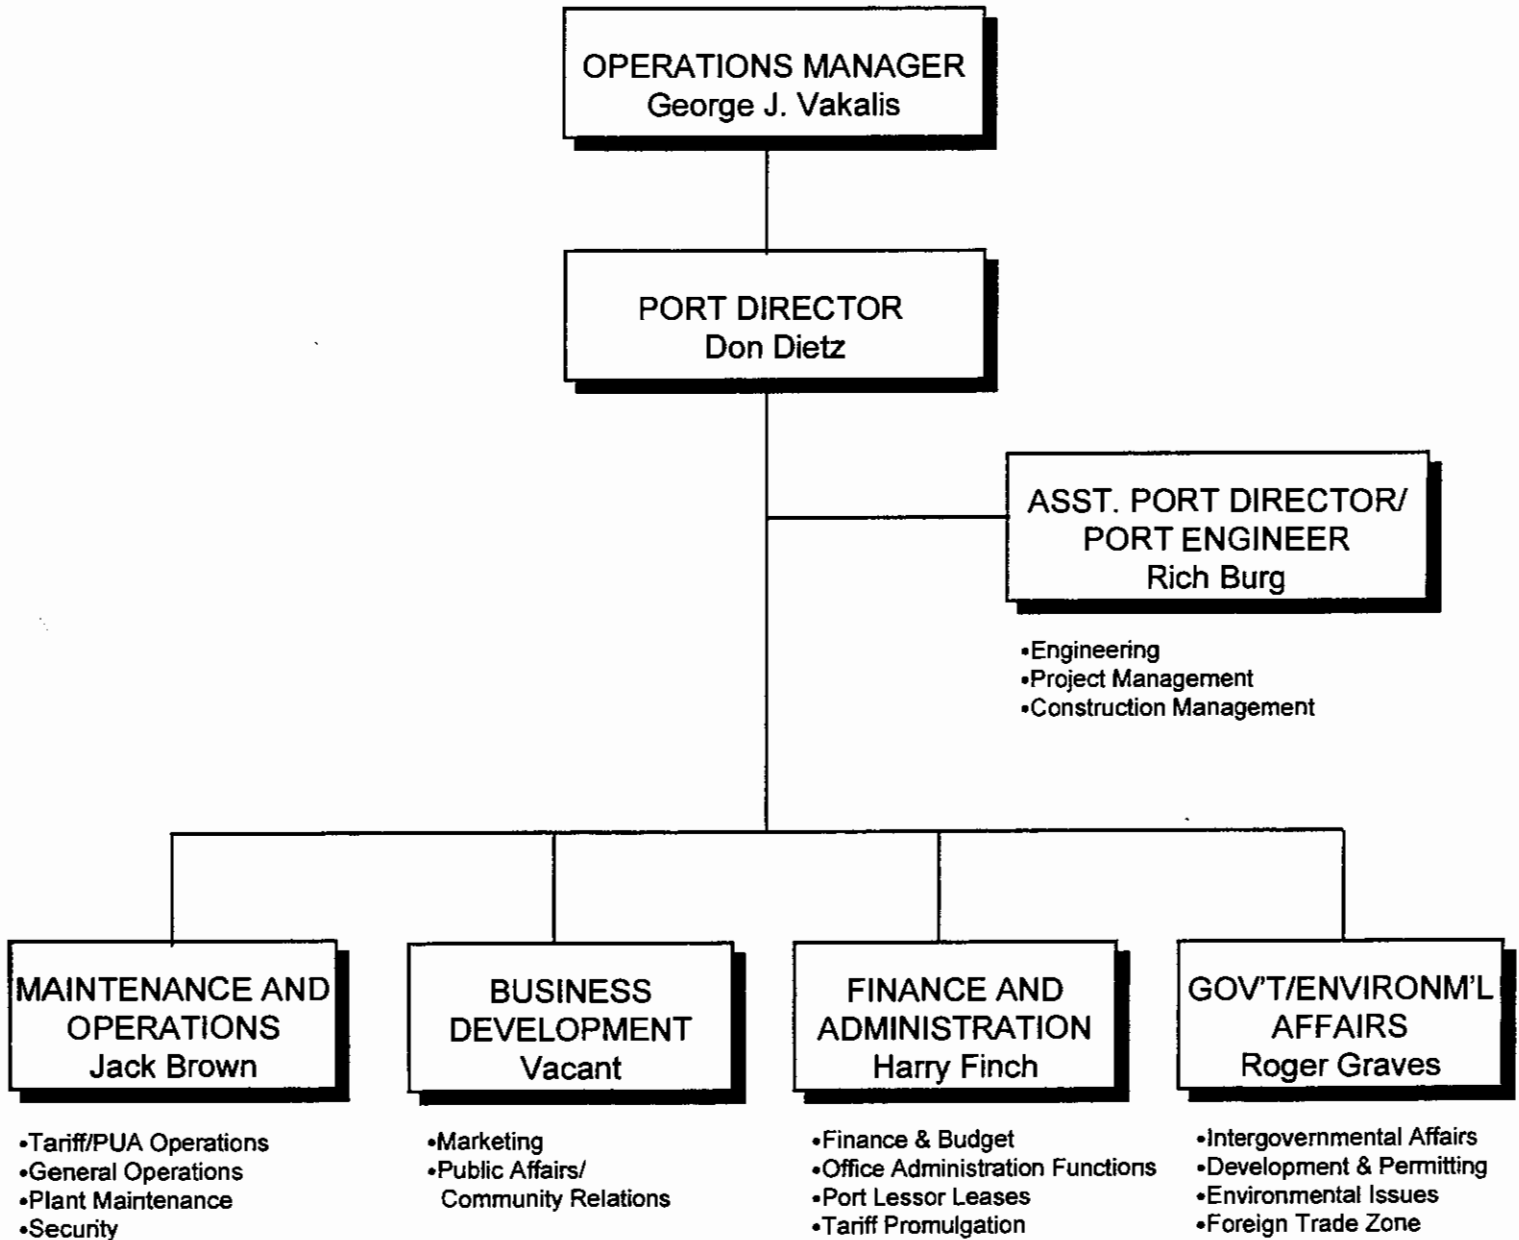 OPERATIONS MANAGER
George J. Vakalis
PORT DIRECTOR
Don Dietz
ASST. PORT DIRECTOR/
PORT ENGINEER
Rich Burg
•Engineering
•Project Management
•Construction Management
MAINTENANCE AND
OPERATIONS
Jack Brown
•Tariff/PUA Operations
•General Operations
•Plant Maintenance
•Security
BUSINESS
DEVELOPMENT
Vacant
•Marketing
•Public Affairs/
Community Relations
FINANCE AND
ADMINISTRATION
Harry Finch
•Finance & Budget
•Office Administration Functions
•Port Lessor Leases
•Tariff Promulgation
GOV'T/ENVIRONM'L
AFFAIRS
Roger Graves
•Intergovernmental Affairs
•Development & Permitting
•Environmental Issues
•Foreign Trade Zone